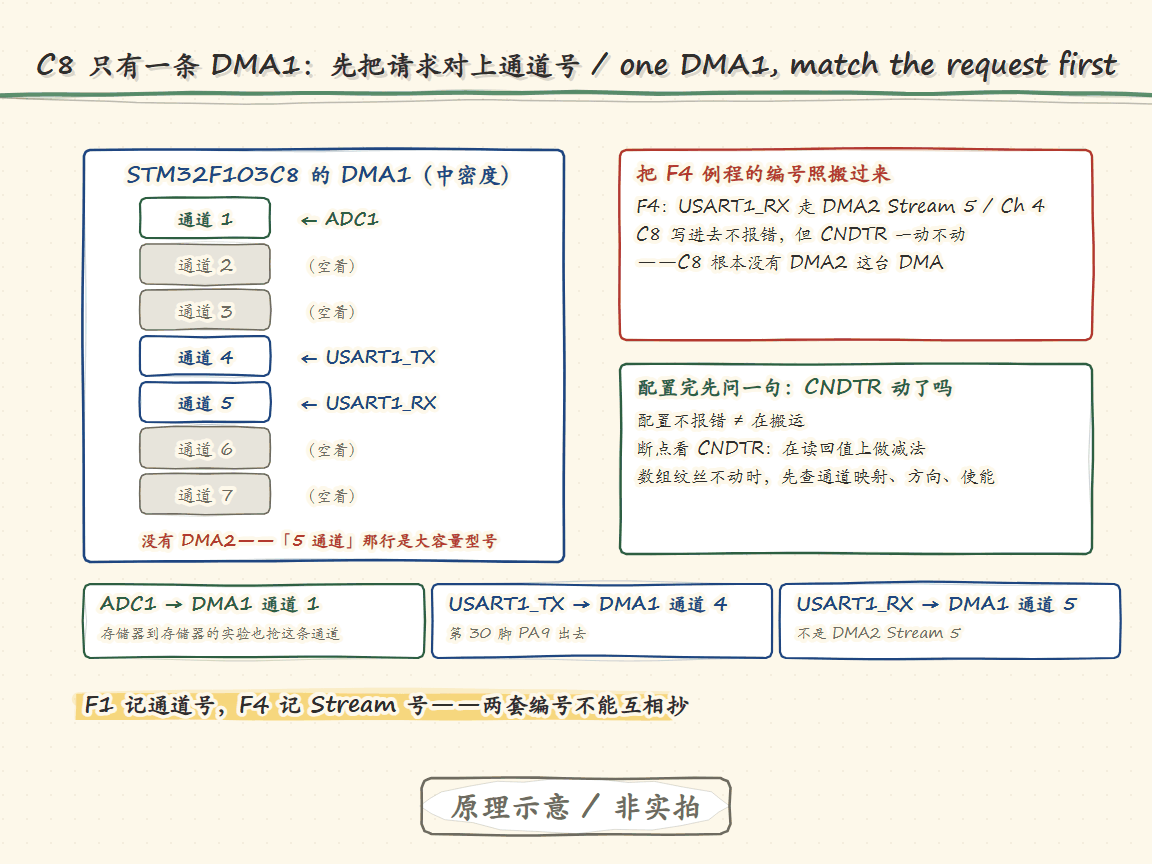 C8 只有一条 DMA1：先把请求对上通道号 / one DMA1, match the request first
STM32F103C8 的 DMA1（中密度）
通道 1 ← ADC1
通道 2 （空着）
通道 3 （空着）
通道 4 ← USART1_TX
通道 5 ← USART1_RX
通道 6 （空着）
通道 7 （空着）
没有 DMA2——「5 通道」那行是大容量型号
把 F4 例程的编号照搬过来
F4：USART1_RX 走 DMA2 Stream 5 / Ch 4
C8 写进去不报错，但 CNDTR 一动不动
——C8 根本没有 DMA2 这台 DMA
配置完先问一句：CNDTR 动了吗
配置不报错 ≠ 在搬运
断点看 CNDTR：在读回值上做减法
数组纹丝不动时，先查通道映射、方向、使能
ADC1 → DMA1 通道 1
存储器到存储器的实验也抢这条通道
USART1_TX → DMA1 通道 4
第 30 脚 PA9 出去
USART1_RX → DMA1 通道 5
不是 DMA2 Stream 5
F1 记通道号，F4 记 Stream 号——两套编号不能互相抄
原理示意 / 非实拍